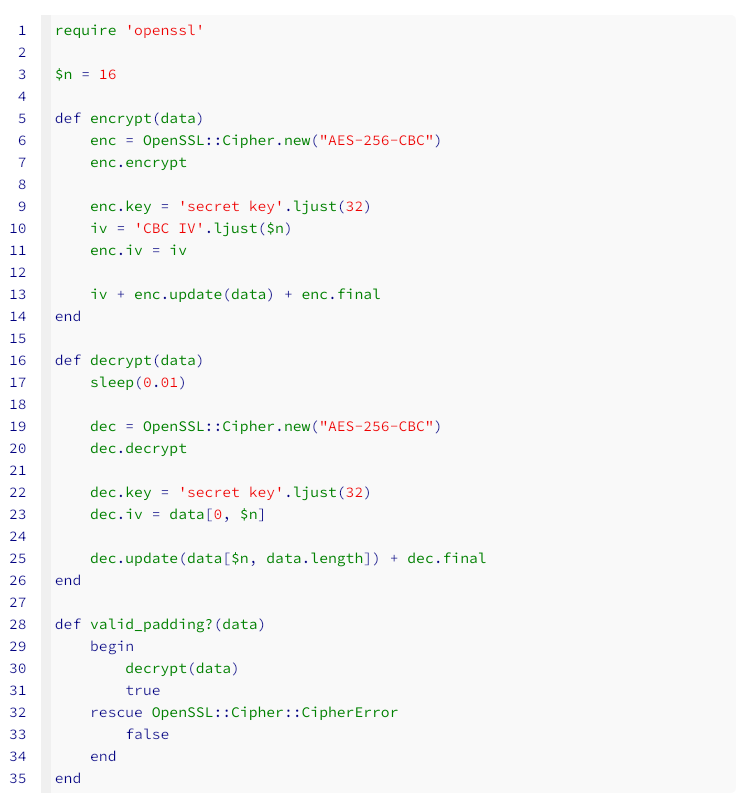 1 require 'openssl'
2
3 $n = 16
4
5 def encrypt(data)
6     enc = OpenSSL::Cipher.new("AES-256-CBC")
7     enc.encrypt
8
9     enc.key = 'secret key'.ljust(32)
10     iv = 'CBC IV'.ljust($n)
11     enc.iv = iv
12
13     iv + enc.update(data) + enc.final
14 end
15
16 def decrypt(data)
17     sleep(0.01)
18
19     dec = OpenSSL::Cipher.new("AES-256-CBC")
20     dec.decrypt
21
22     dec.key = 'secret key'.ljust(32)
23     dec.iv = data[0, $n]
24
25     dec.update(data[$n, data.length]) + dec.final
26 end
27
28 def valid_padding?(data)
29     begin
30         decrypt(data)
31         true
32     rescue OpenSSL::Cipher::CipherError
33         false
34     end
35 end